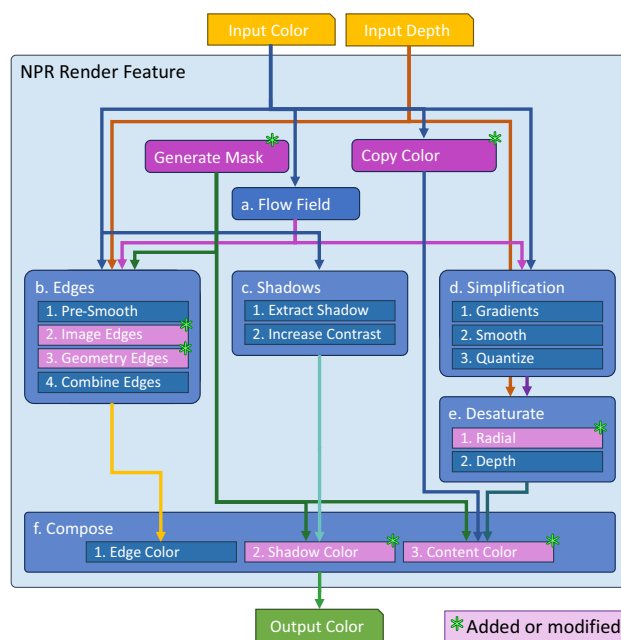 Input Color
Input Depth
NPR Render Feature
Generate Mask
Copy Color
a. Flow Field
b. Edges
1. Pre-Smooth
2. Image Edges
3. Geometry Edges
4. Combine Edges
c. Shadows
1. Extract Shadow
2. Increase Contrast
d. Simplification
1. Gradients
2. Smooth
3. Quantize
e. Desaturate
1. Radial
2. Depth
f. Compose
1. Edge Color
2. Shadow Color
3. Content Color
Output Color
Added or modified